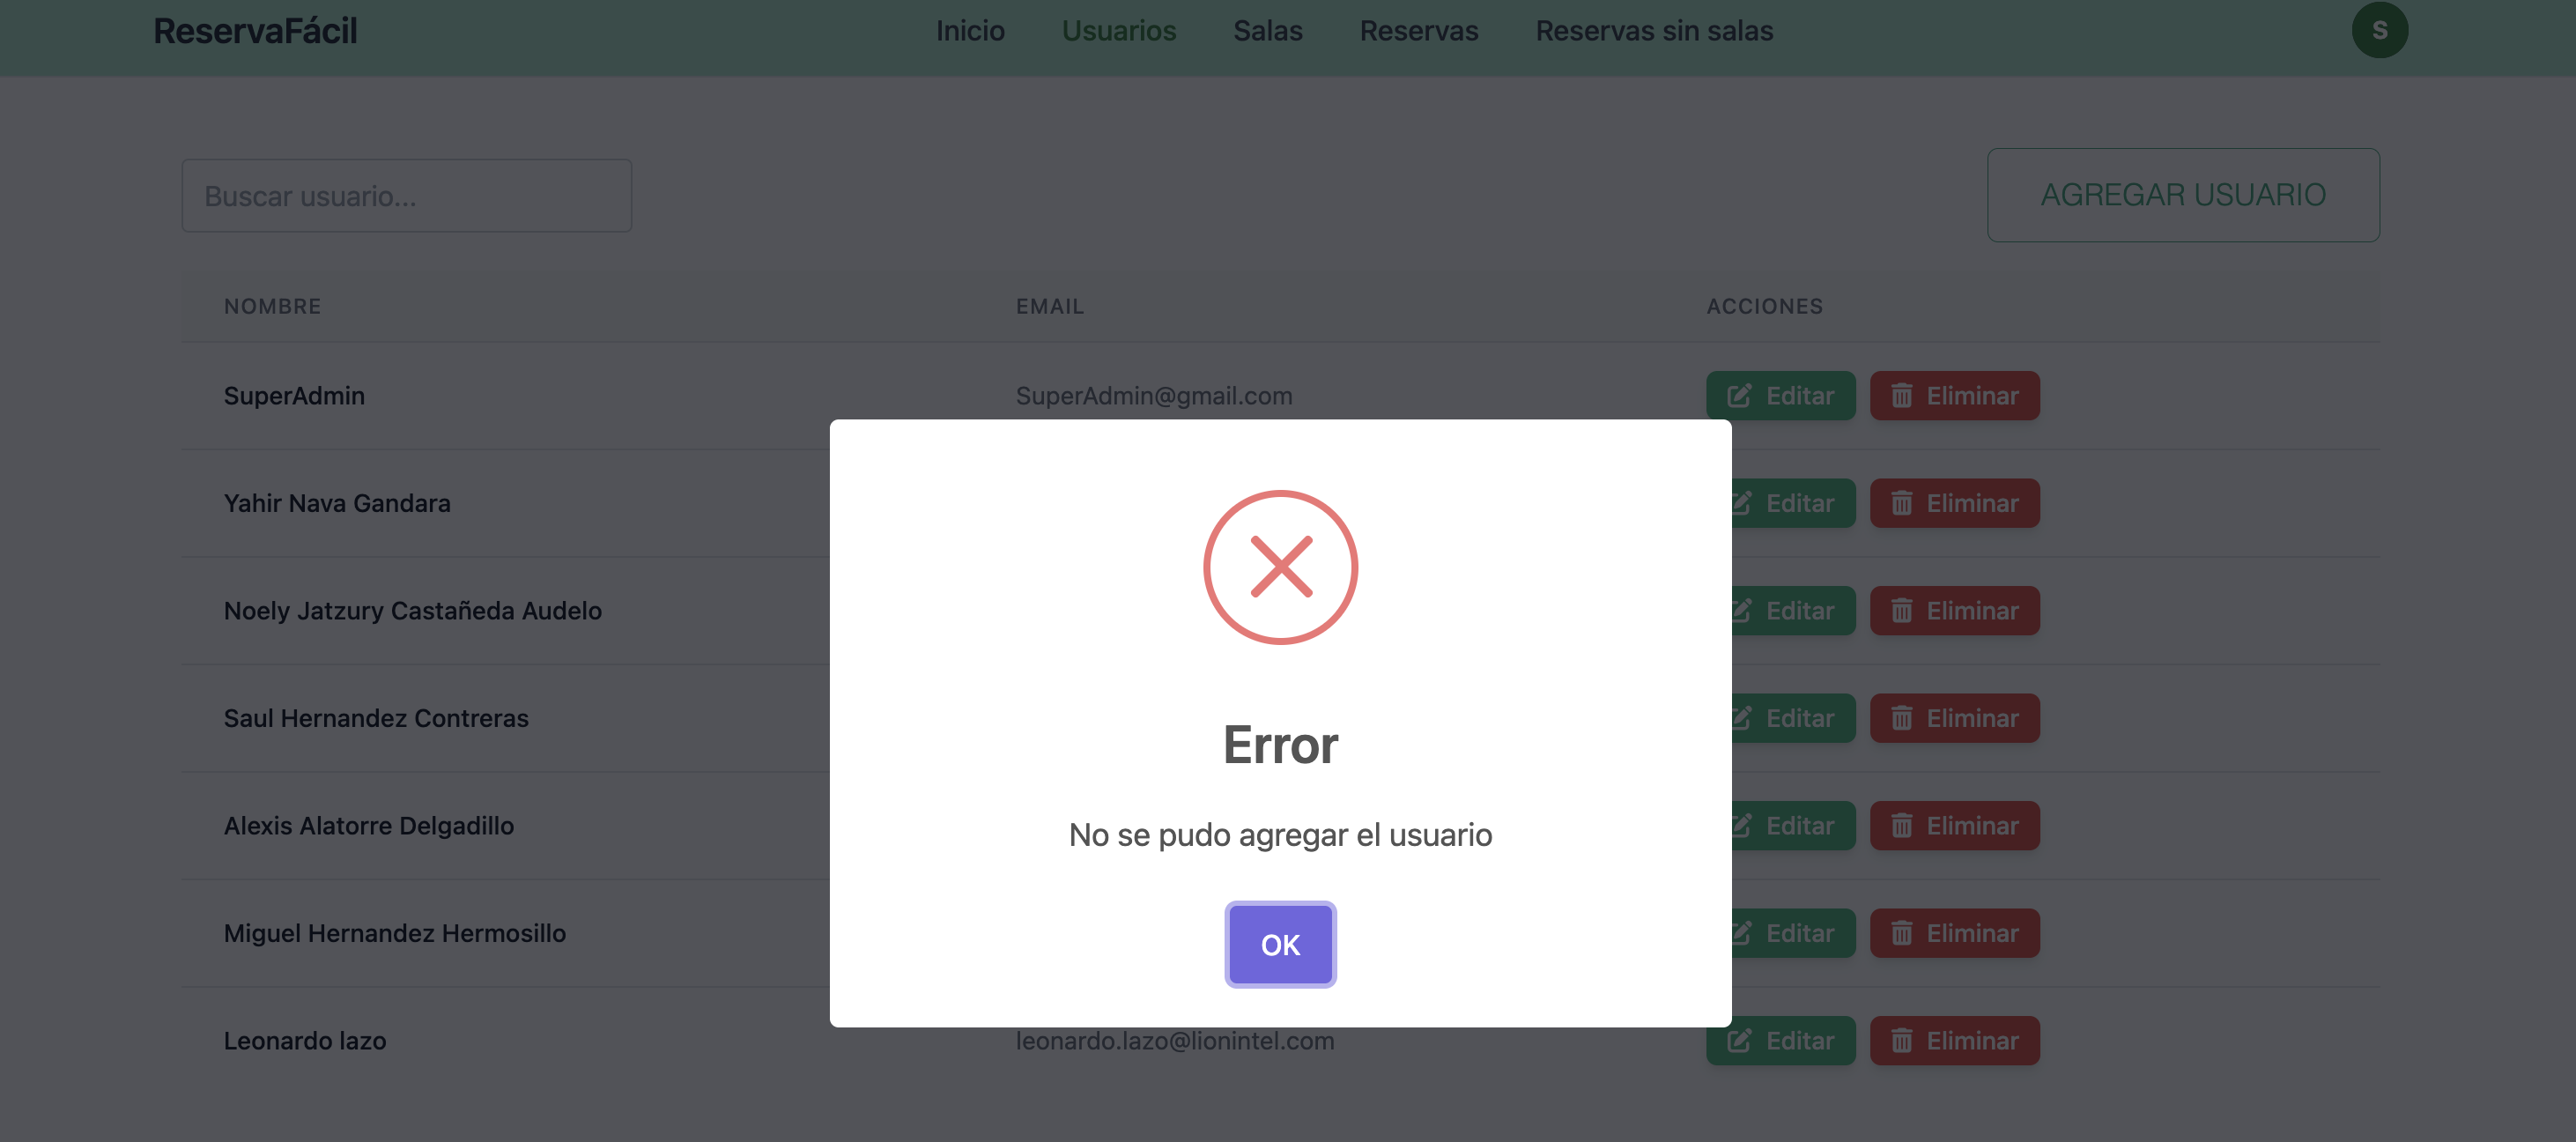 ReservaFácil Inicio Usuarios Salas Reservas Reservas sin salas S
Buscar usuario... AGREGAR USUARIO
NOMBRE EMAIL ACCIONES
SuperAdmin SuperAdmin@gmail.com Editar Eliminar
Yahir Nava Gandara Editar Eliminar
Noely Jatzury Castañeda Audelo Editar Eliminar
Saul Hernandez Contreras Editar Eliminar
Alexis Alatorre Delgadillo Editar Eliminar
Miguel Hernandez Hermosillo Editar Eliminar
Leonardo lazo leonardo.lazo@lionintel.com Editar Eliminar
Error
No se pudo agregar el usuario
OK